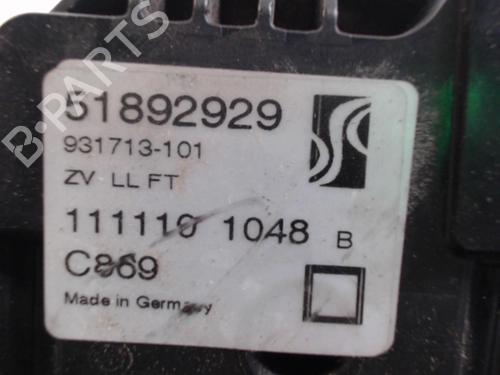 B-PARTS
51892929
931713-101
ZV LL FT
111110 1048 B
C869
Made in Germany